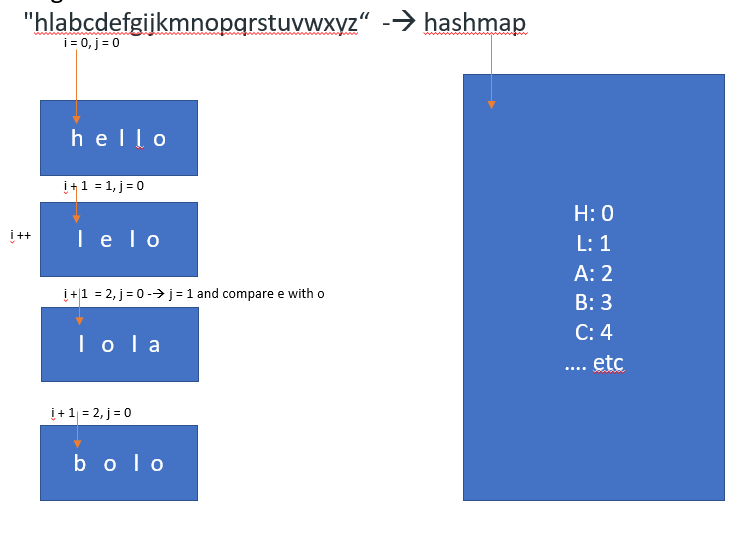 "hlabcdefgijkmnopqrstuvwxyz“ -→ hashmap
i = 0, j = 0
h e l l o
i + 1 = 1, j = 0
i ++
l e l o
i + 1 = 2, j = 0 -→ j = 1 and compare e with o
l o l a
i + 1 = 2, j = 0
b o l o
H: 0
L: 1
A: 2
B: 3
C: 4
.... etc